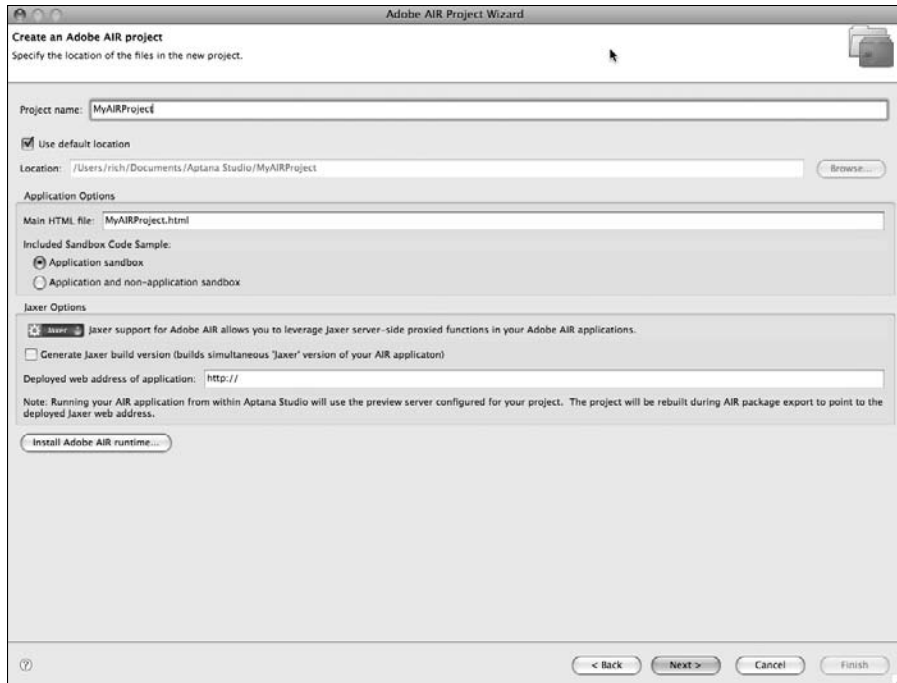 Adobe AIR Project Wizard
Create an Adobe AIR project
Specify the location of the files in the new project.
Project name: MyAIRProject
Use default location
Location: /Users/rich/Documents/Aptana Studio/MyAIRProject Browse...
Application Options
Main HTML file: MyAIRProject.html
Included Sandbox Code Sample:
Application sandbox
Application and non-application sandbox
Jaxer Options
Jaxer Jaxer support for Adobe AIR allows you to leverage Jaxer server-side proxied functions in your Adobe AIR applications.
Generate Jaxer build version (builds simultaneous 'Jaxer' version of your AIR applicaton)
Deployed web address of application: http://
Note: Running your AIR application from within Aptana Studio will use the preview server configured for your project. The project will be rebuilt during AIR package export to point to the
deployed Jaxer web address.
Install Adobe AIR runtime...
? < Back Next > Cancel Finish